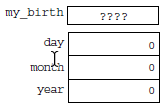 my_birth ????
day 0
month 0
year 0